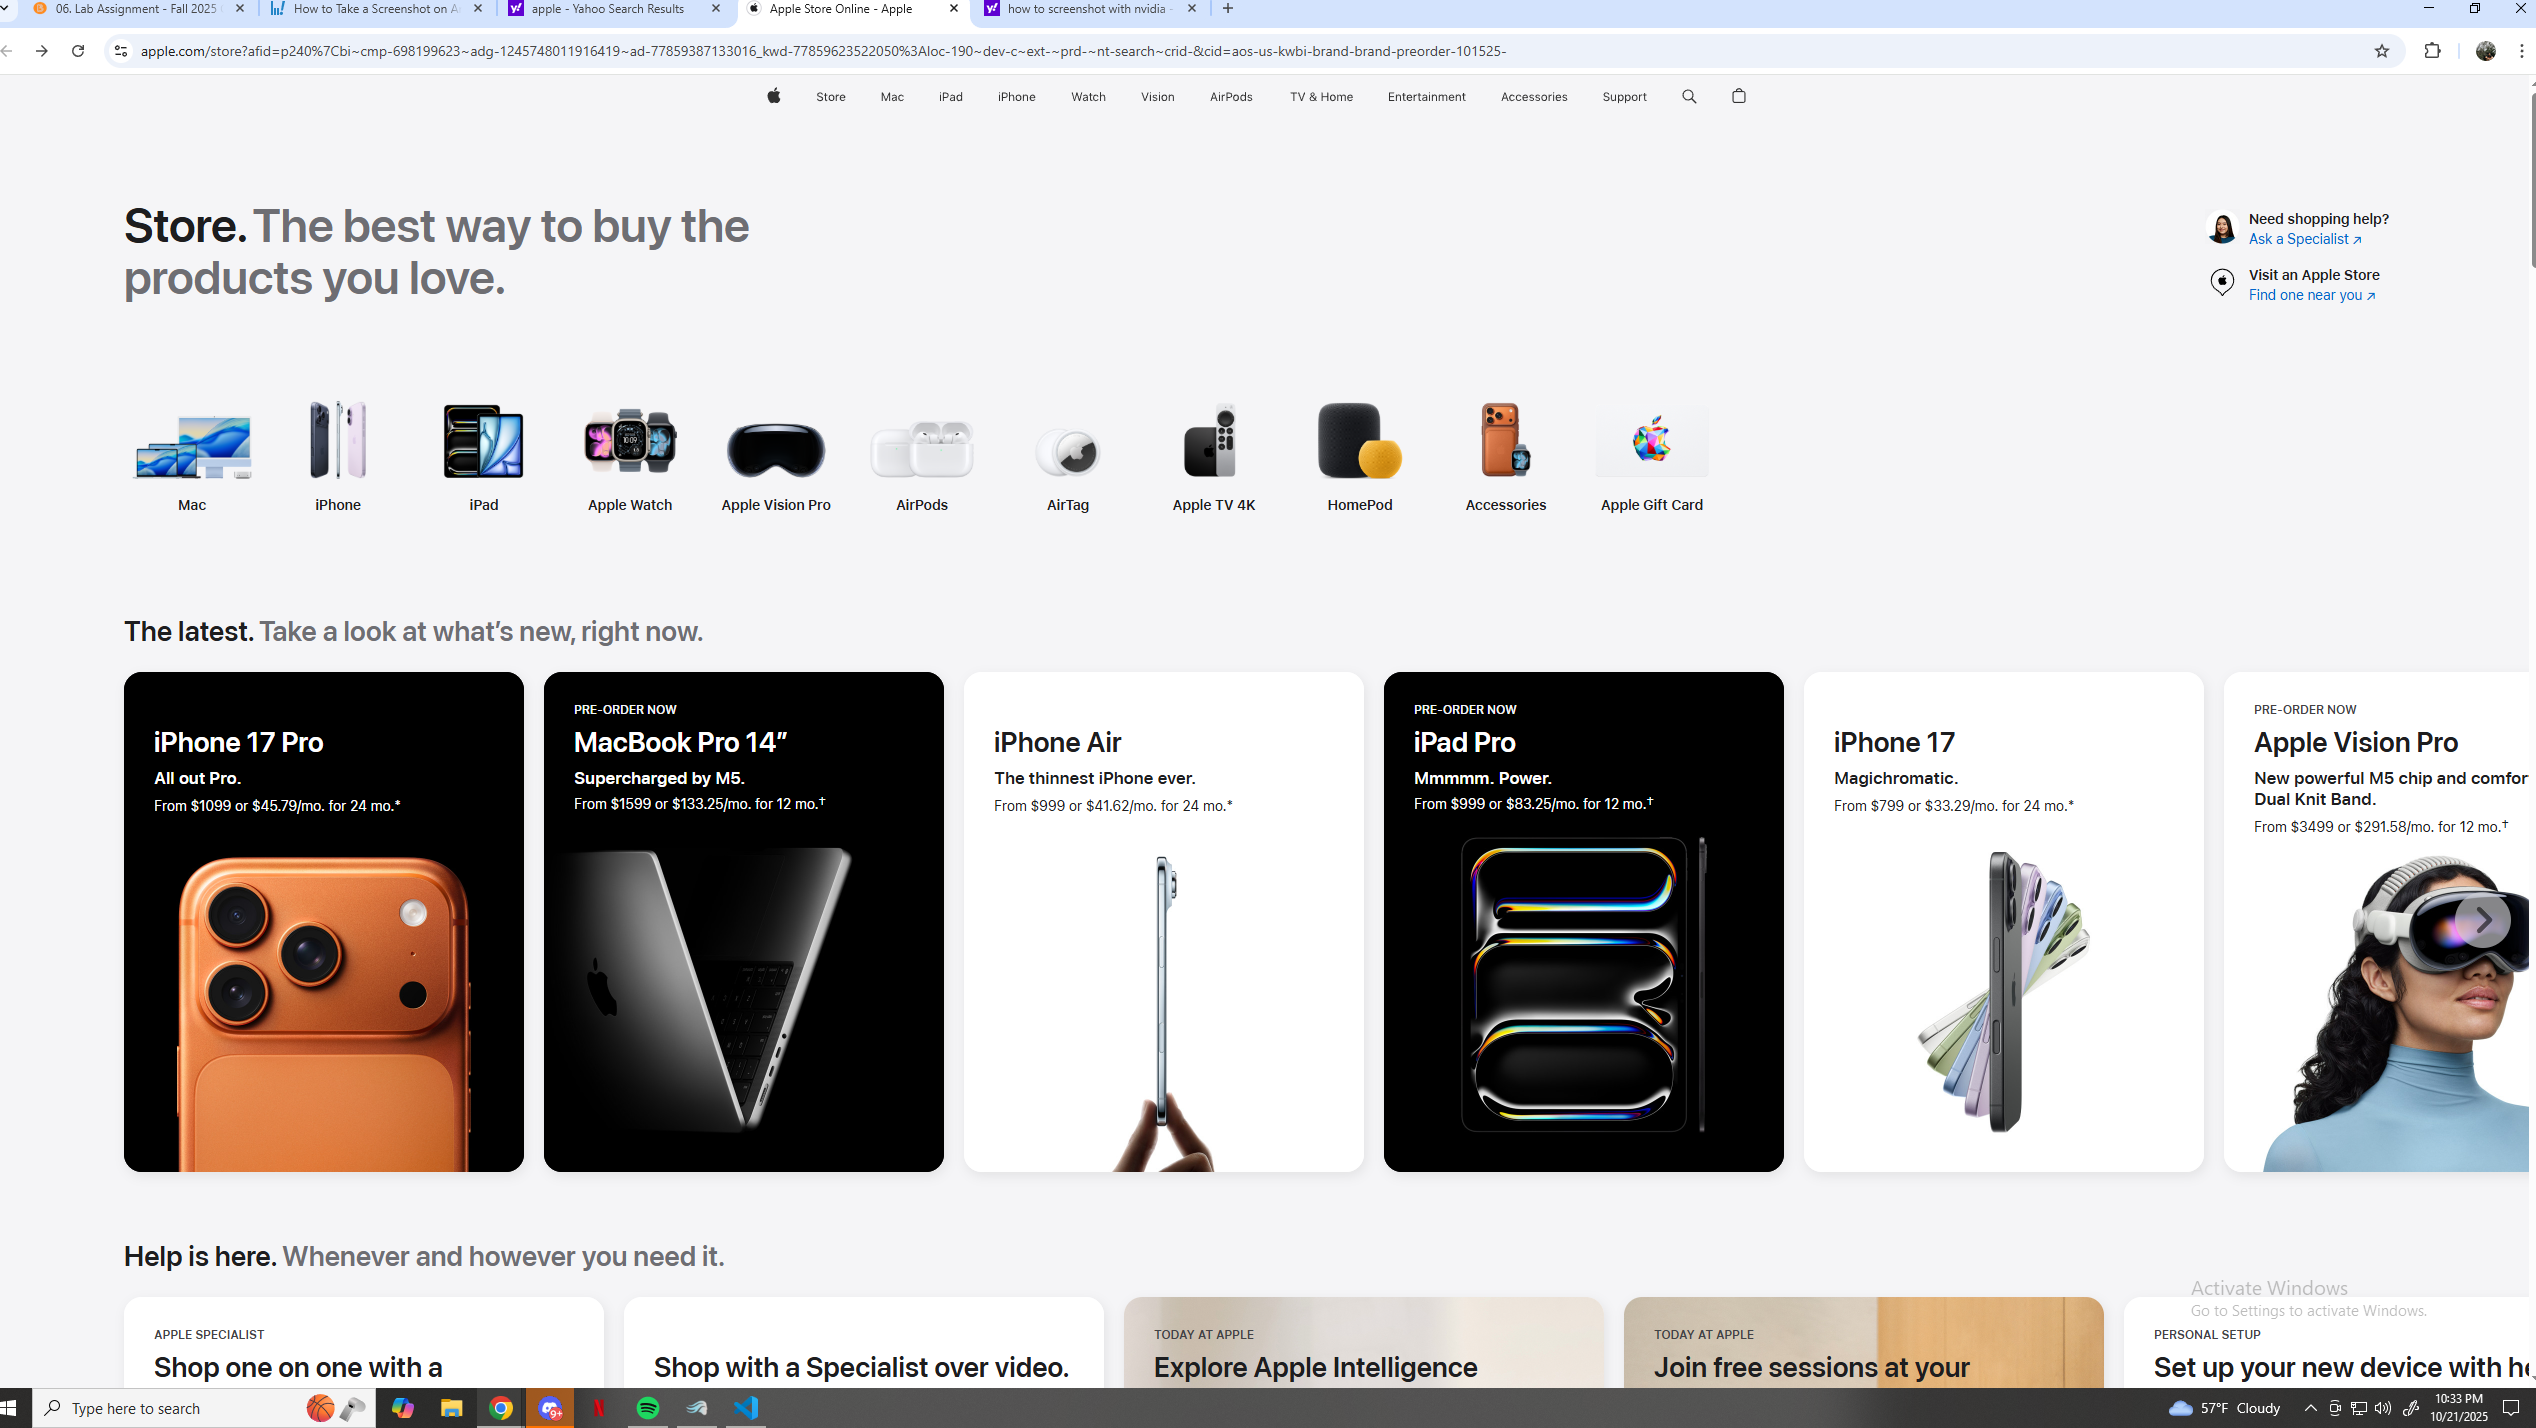 06. Lab Assignment - Fall 2025
How to Take a Screenshot on
apple - Yahoo Search Results
Apple Store Online - Apple
how to screenshot with nvidia -
apple.com/store?afid=p240%7Cbi~cmp-698199623~adg-1245748011916419~ad-77859387133016_kwd-77859623522050%3Aloc-190~dev-c~ext-~prd-~nt-search~crid-&cid=aos-us-kwbi-brand-brand-preorder-101525-
Store
Mac
iPad
iPhone
Watch
Vision
AirPods
TV & Home
Entertainment
Accessories
Support
Store. The best way to buy the
products you love.
Need shopping help?
Ask a Specialist ↗
Visit an Apple Store
Find one near you ↗
Mac
iPhone
iPad
Apple Watch
Apple Vision Pro
AirPods
AirTag
Apple TV 4K
HomePod
Accessories
Apple Gift Card
10:09
The latest. Take a look at what's new, right now.
iPhone 17 Pro
All out Pro.
From $1099 or $45.79/mo. for 24 mo.*
PRE-ORDER NOW
MacBook Pro 14″
Supercharged by M5.
From $1599 or $133.25/mo. for 12 mo.†
iPhone Air
The thinnest iPhone ever.
From $999 or $41.62/mo. for 24 mo.*
PRE-ORDER NOW
iPad Pro
Mmmmm. Power.
From $999 or $83.25/mo. for 12 mo.†
iPhone 17
Magichromatic.
From $799 or $33.29/mo. for 24 mo.*
PRE-ORDER NOW
Apple Vision Pro
New powerful M5 chip and comfor
Dual Knit Band.
From $3499 or $291.58/mo. for 12 mo.†
Help is here. Whenever and however you need it.
APPLE SPECIALIST
Shop one on one with a
Shop with a Specialist over video.
TODAY AT APPLE
Explore Apple Intelligence
TODAY AT APPLE
Join free sessions at your
PERSONAL SETUP
Set up your new device with he
Activate Windows
Go to Settings to activate Windows.
Type here to search
9+
57°F Cloudy
10:33 PM
10/21/2025